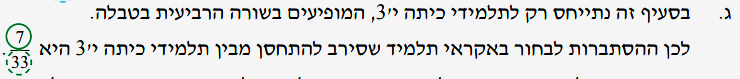 ג. בסעיף זה נתייחס רק לתלמידי כיתה י״3, המופיעים בשורה הרביעית בטבלה.
לכן ההסתברות לבחור באקראי תלמיד שסירב להתחסן מבין תלמידי כיתה י״3 היא 7/33.